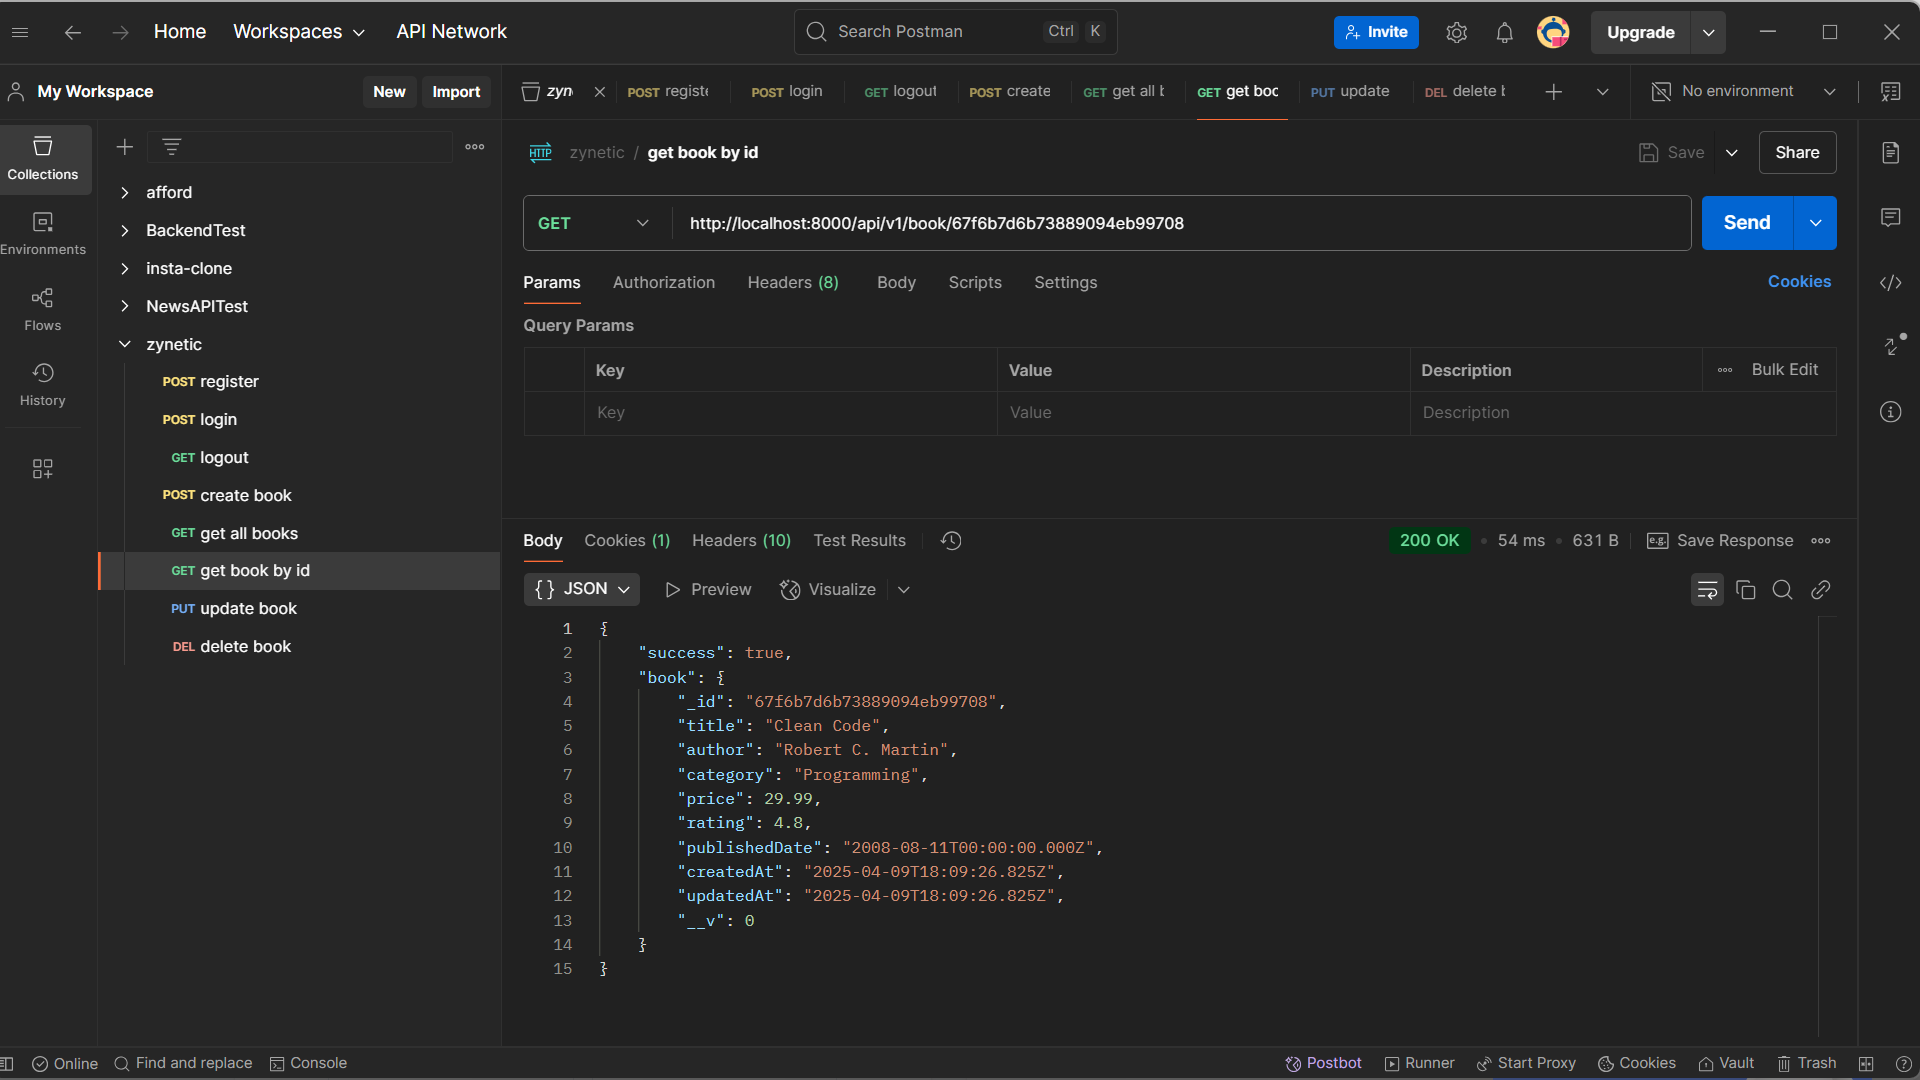 Home Workspaces API Network Search Postman Ctrl K Invite Upgrade
My Workspace New Import zyn POST registe POST login GET logout POST create GET get all b GET get boo PUT update DEL delete b No environment
Collections
Environments
Flows
History
afford
BackendTest
insta-clone
NewsAPITest
zynetic
POST register
POST login
GET logout
POST create book
GET get all books
GET get book by id
PUT update book
DEL delete book
HTTP zynetic / get book by id Save Share
GET http://localhost:8000/api/v1/book/67f6b7d6b73889094eb99708 Send
Params Authorization Headers (8) Body Scripts Settings Cookies
Query Params
Key Value Description Bulk Edit
Key Value Description
Body Cookies (1) Headers (10) Test Results 200 OK • 54 ms • 631 B e.g. Save Response
{} JSON Preview Visualize
1 {
2 "success": true,
3 "book": {
4 "_id": "67f6b7d6b73889094eb99708",
5 "title": "Clean Code",
6 "author": "Robert C. Martin",
7 "category": "Programming",
8 "price": 29.99,
9 "rating": 4.8,
10 "publishedDate": "2008-08-11T00:00:00.000Z",
11 "createdAt": "2025-04-09T18:09:26.825Z",
12 "updatedAt": "2025-04-09T18:09:26.825Z",
13 "__v": 0
14 }
15 }
Online Find and replace Console Postbot Runner Start Proxy Cookies Vault Trash